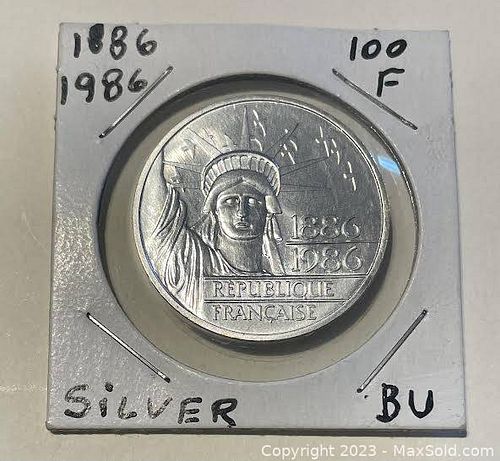 1886
1986
100
F
1886
1986
RÉPUBLIQUE
FRANÇAISE
SILVER
BU
Copyright 2023 - MaxSold.com